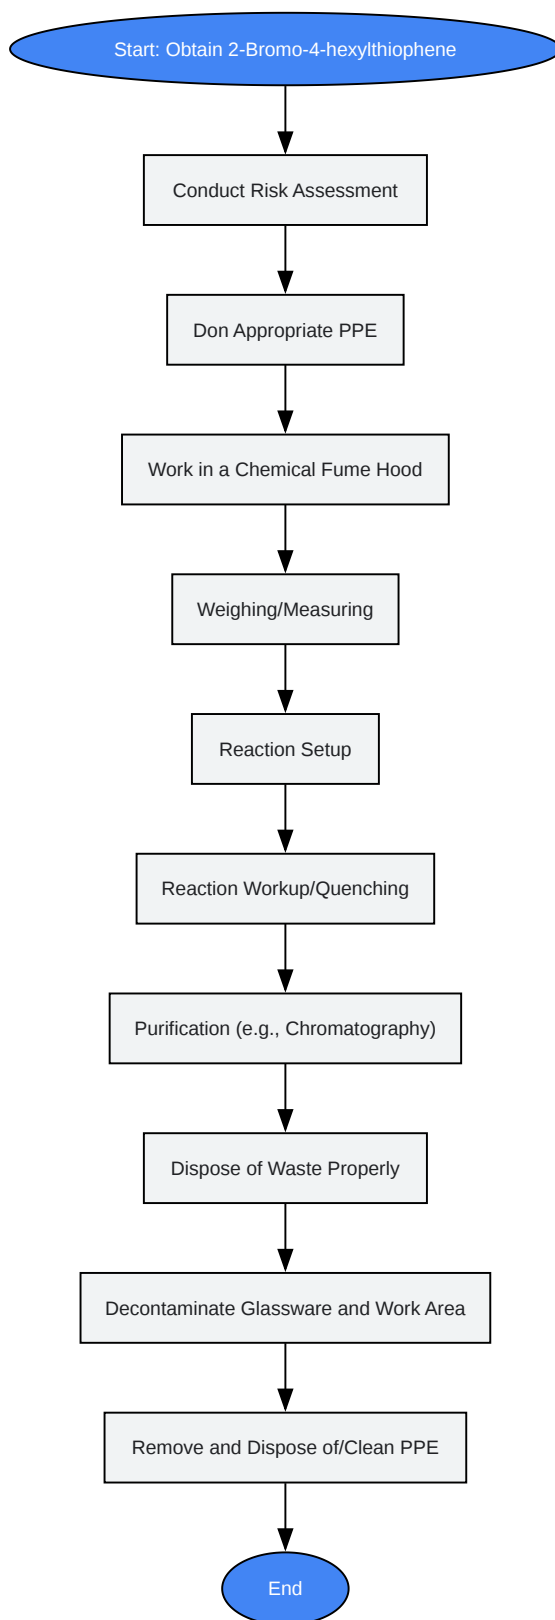 Start: Obtain 2-Bromo-4-hexylthiophene
Conduct Risk Assessment
Don Appropriate PPE
Work in a Chemical Fume Hood
Weighing/Measuring
Reaction Setup
Reaction Workup/Quenching
Purification (e.g., Chromatography)
Dispose of Waste Properly
Decontaminate Glassware and Work Area
Remove and Dispose of/Clean PPE
End